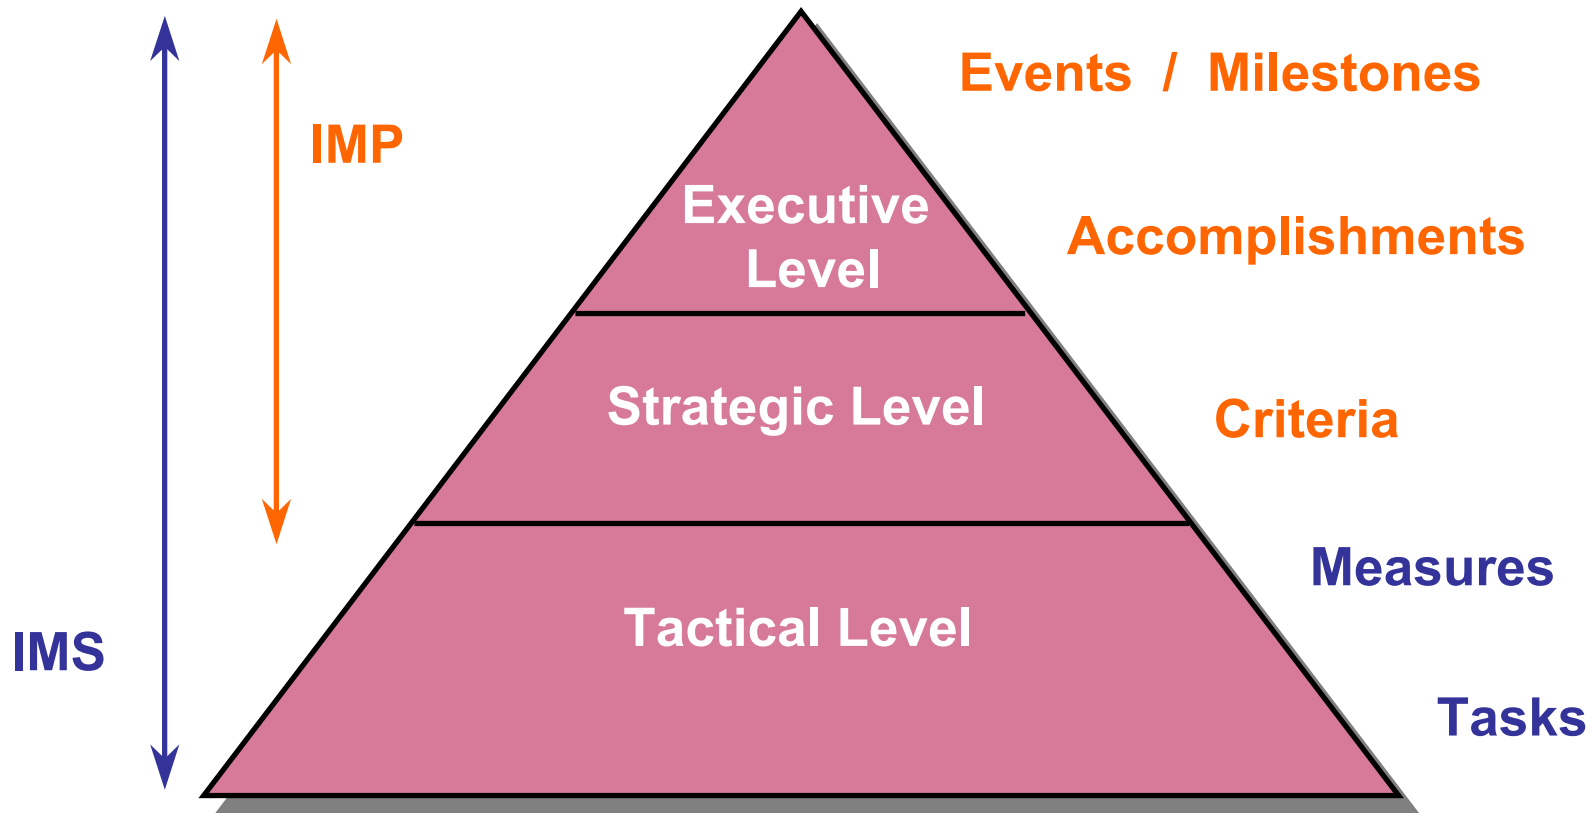 Events / Milestones
IMP
Executive
Level
Accomplishments
Strategic Level
Criteria
Measures
Tactical Level
IMS
Tasks